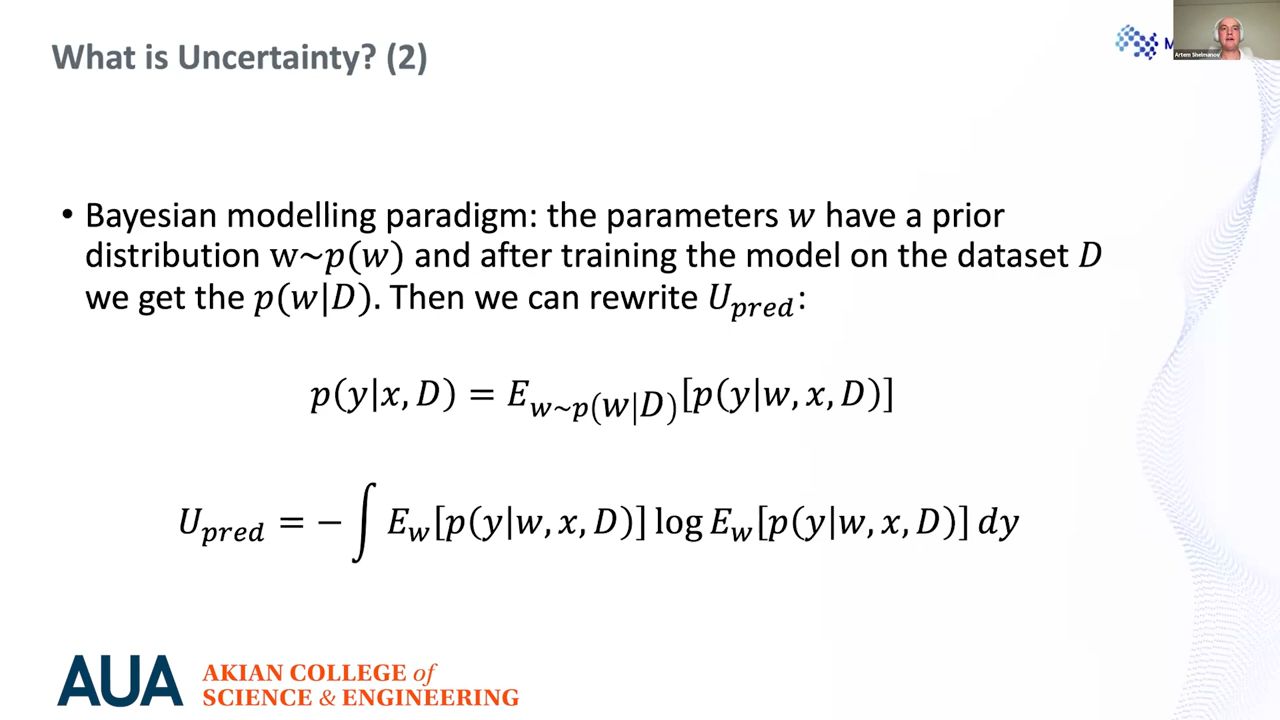 What is Uncertainty? (2)
M
Artem Shelmanov
• Bayesian modelling paradigm: the parameters 𝑤 have a prior
distribution w~𝑝(𝑤) and after training the model on the dataset 𝐷
we get the 𝑝(𝑤|𝐷). Then we can rewrite 𝑈_𝑝𝑟𝑒𝑑:
𝑝(𝑦|𝑥, 𝐷) = 𝐸_{𝑤~𝑝(𝑤|𝐷)}[𝑝(𝑦|𝑤, 𝑥, 𝐷)]
𝑈_𝑝𝑟𝑒𝑑 = − ∫ 𝐸_𝑤[𝑝(𝑦|𝑤, 𝑥, 𝐷)] log 𝐸_𝑤[𝑝(𝑦|𝑤, 𝑥, 𝐷)] 𝑑𝑦
AUA
AKIAN COLLEGE of
SCIENCE & ENGINEERING